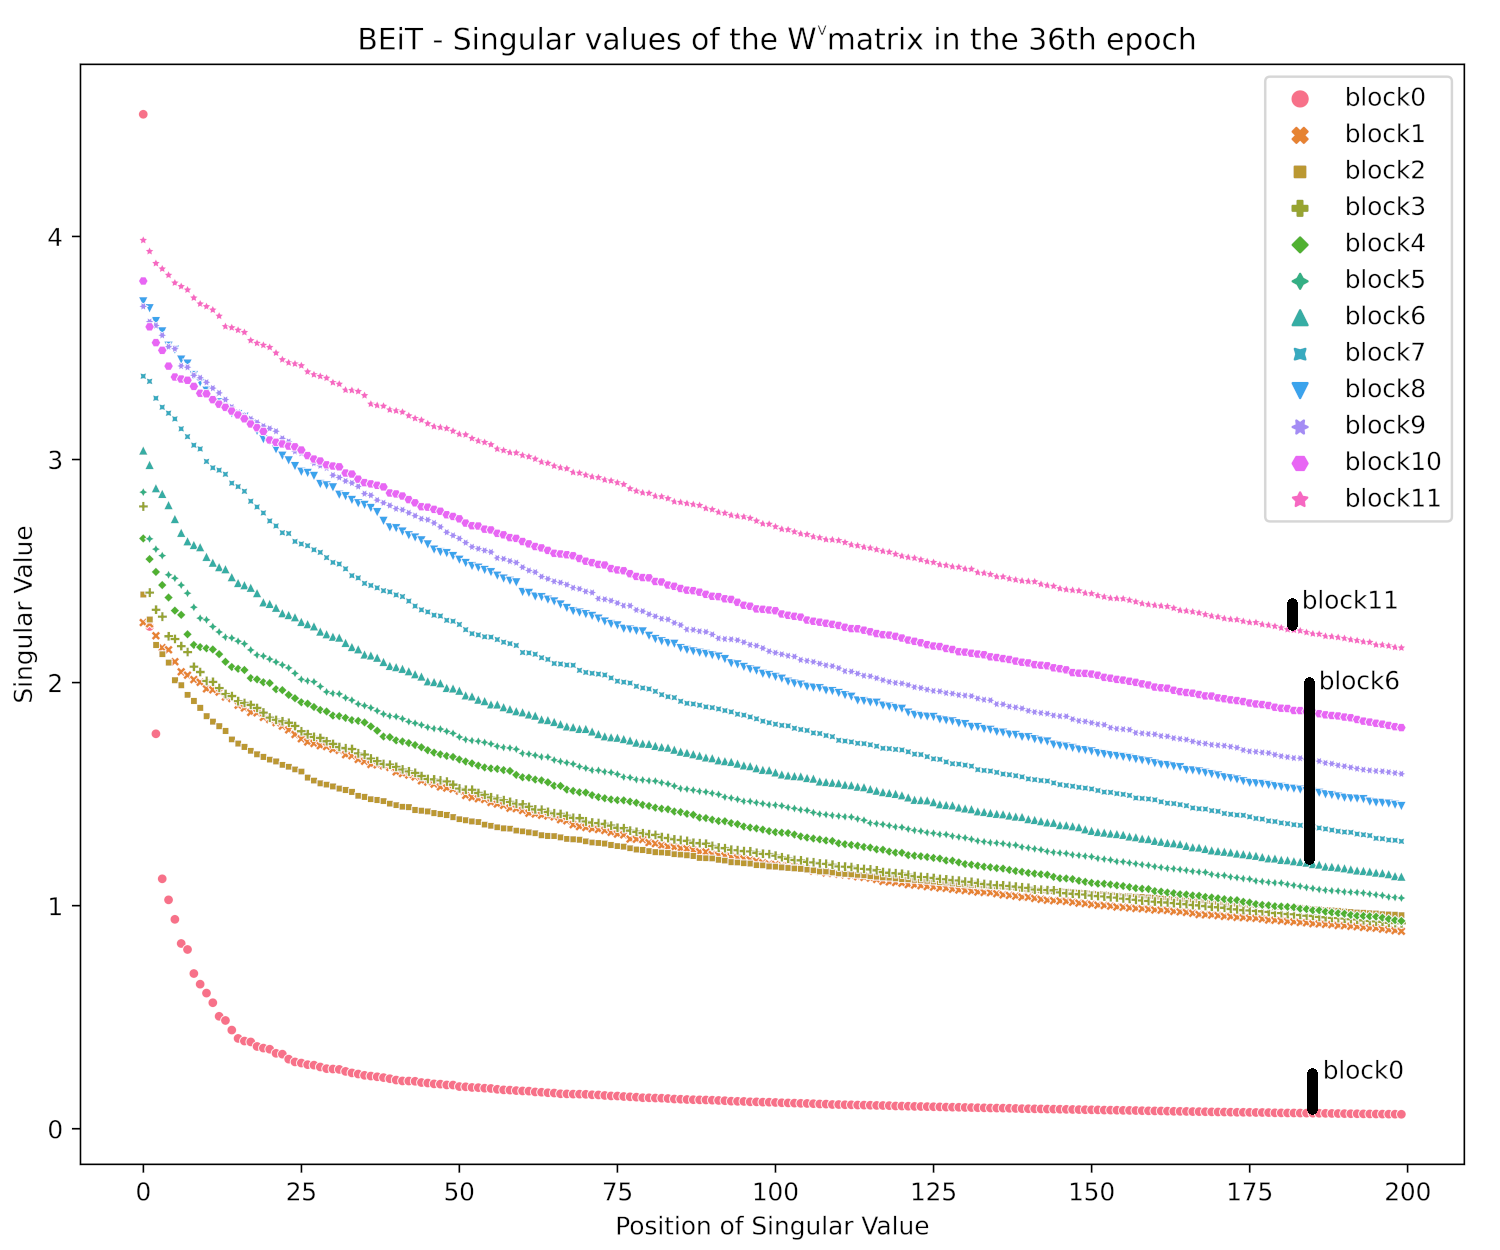 BEiT - Singular values of the Wⱽmatrix in the 36th epoch
block0
block1
block2
block3
block4
block5
block6
block7
block8
block9
block10
block11
4
3
2
1
0
Singular Value
block11
block6
block0
0 25 50 75 100 125 150 175 200
Position of Singular Value